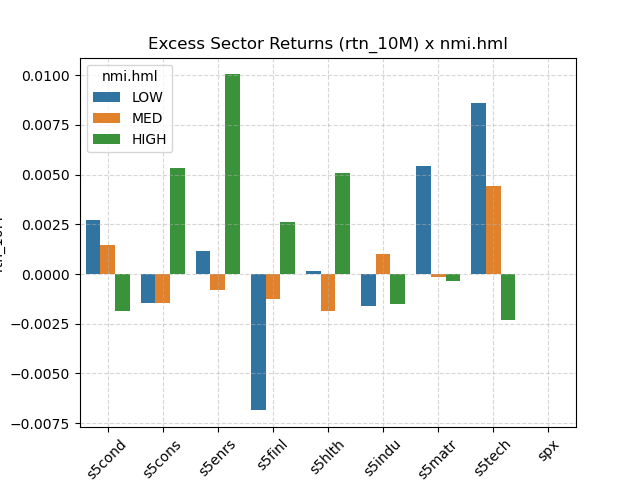 Excess Sector Returns (rtn_10M) x nmi.hml
nmi.hml
LOW
MED
HIGH
0.0100
0.0075
0.0050
0.0025
0.0000
−0.0025
−0.0050
−0.0075
s5cond
s5cons
s5enrs
s5finl
s5hlth
s5indu
s5matr
s5tech
spx